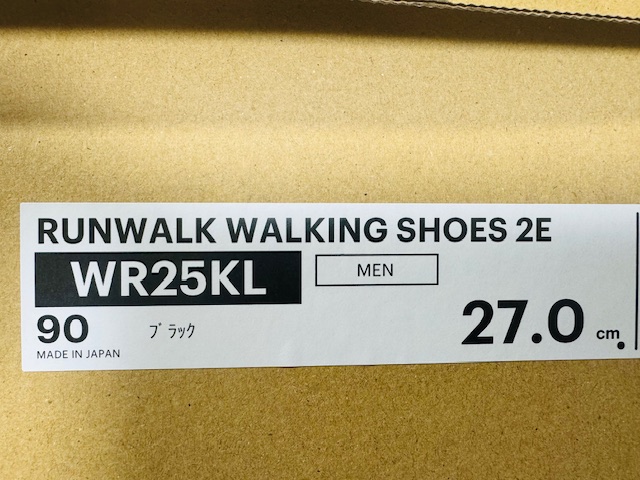 RUNWALK WALKING SHOES 2E
WR25KL
MEN
90 ﾌﾞﾗｯｸ
27.0 cm.
MADE IN JAPAN